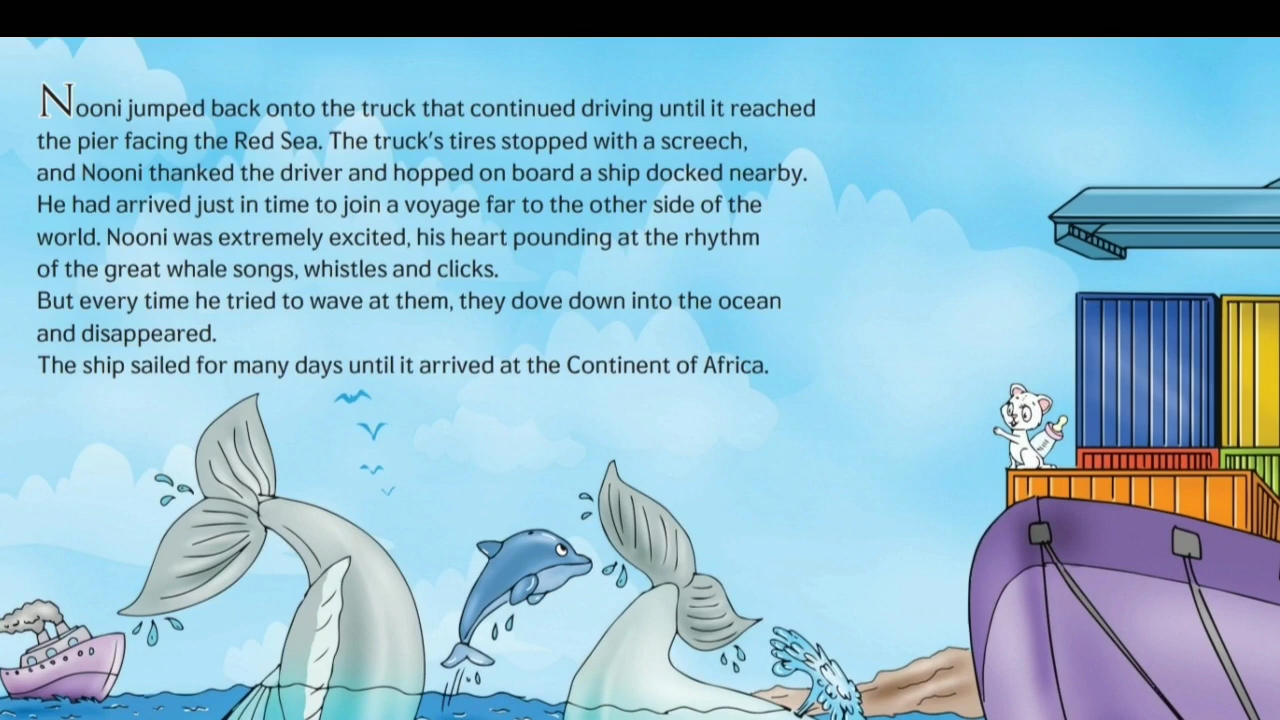 Nooni jumped back onto the truck that continued driving until it reached
the pier facing the Red Sea. The truck's tires stopped with a screech,
and Nooni thanked the driver and hopped on board a ship docked nearby.
He had arrived just in time to join a voyage far to the other side of the
world. Nooni was extremely excited, his heart pounding at the rhythm
of the great whale songs, whistles and clicks.
But every time he tried to wave at them, they dove down into the ocean
and disappeared.
The ship sailed for many days until it arrived at the Continent of Africa.